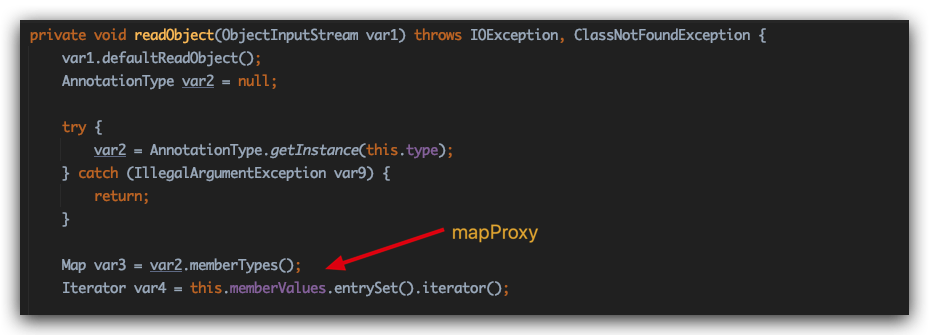 private void readObject(ObjectInputStream var1) throws IOException, ClassNotFoundException {
var1.defaultReadObject();
AnnotationType var2 = null;
try {
var2 = AnnotationType.getInstance(this.type);
} catch (IllegalArgumentException var9) {
return;
}
mapProxy
Map var3 = var2.memberTypes();
Iterator var4 = this.memberValues.entrySet().iterator();